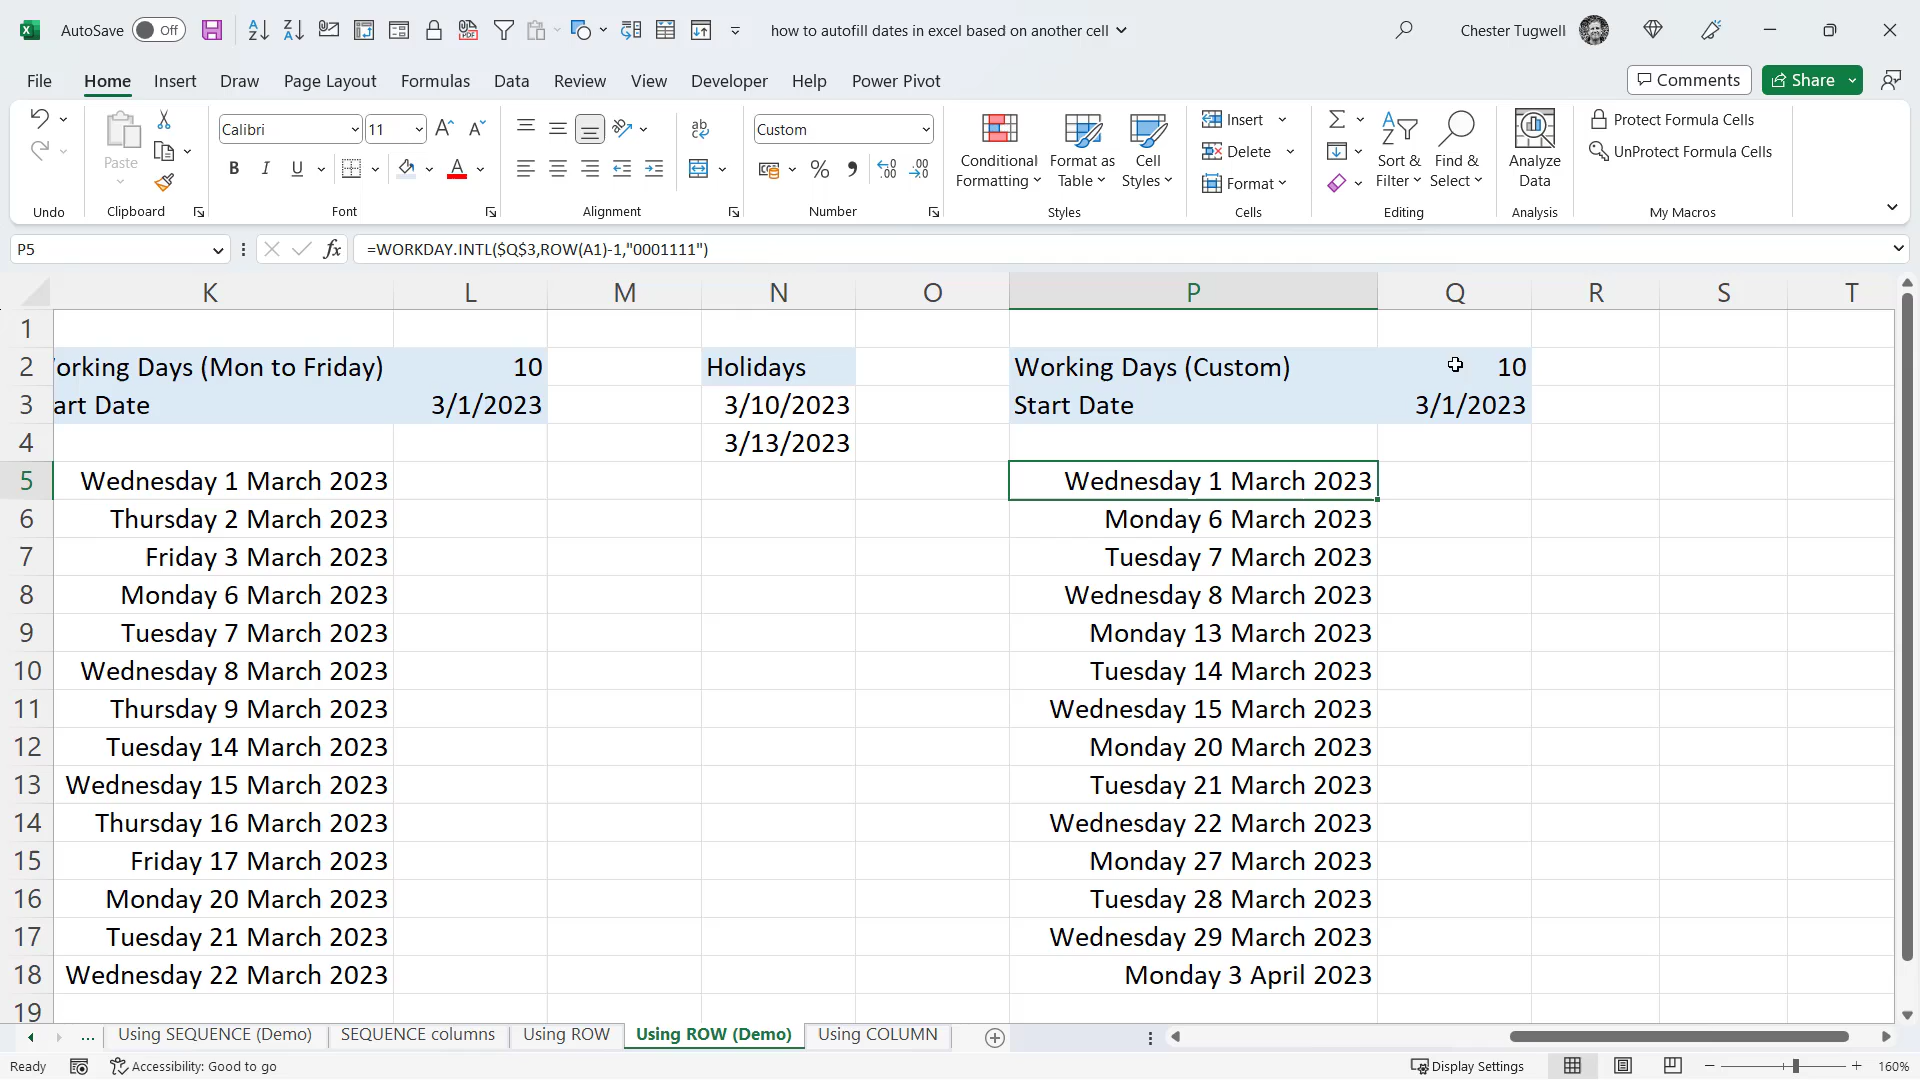 AutoSave Off how to autofill dates in excel based on another cell Chester Tugwell
File Home Insert Draw Page Layout Formulas Data Review View Developer Help Power Pivot Comments Share
Paste Calibri 11 Custom Conditional Formatting Format as Table Cell Styles Insert Delete Format Sort & Filter Find & Select Analyze Data Protect Formula Cells UnProtect Formula Cells
Undo Clipboard Font Alignment Number Styles Cells Editing Analysis My Macros
P5 fx =WORKDAY.INTL($Q$3,ROW(A1)-1,"0001111")
K L M N O P Q R S T
1
2 orking Days (Mon to Friday) 10 Holidays Working Days (Custom) 10
3 art Date 3/1/2023 3/10/2023 Start Date 3/1/2023
4 3/13/2023
5 Wednesday 1 March 2023 Wednesday 1 March 2023
6 Thursday 2 March 2023 Monday 6 March 2023
7 Friday 3 March 2023 Tuesday 7 March 2023
8 Monday 6 March 2023 Wednesday 8 March 2023
9 Tuesday 7 March 2023 Monday 13 March 2023
10 Wednesday 8 March 2023 Tuesday 14 March 2023
11 Thursday 9 March 2023 Wednesday 15 March 2023
12 Tuesday 14 March 2023 Monday 20 March 2023
13 Wednesday 15 March 2023 Tuesday 21 March 2023
14 Thursday 16 March 2023 Wednesday 22 March 2023
15 Friday 17 March 2023 Monday 27 March 2023
16 Monday 20 March 2023 Tuesday 28 March 2023
17 Tuesday 21 March 2023 Wednesday 29 March 2023
18 Wednesday 22 March 2023 Monday 3 April 2023
19
... Using SEQUENCE (Demo) SEQUENCE columns Using ROW Using ROW (Demo) Using COLUMN
Ready Accessibility: Good to go Display Settings 160%